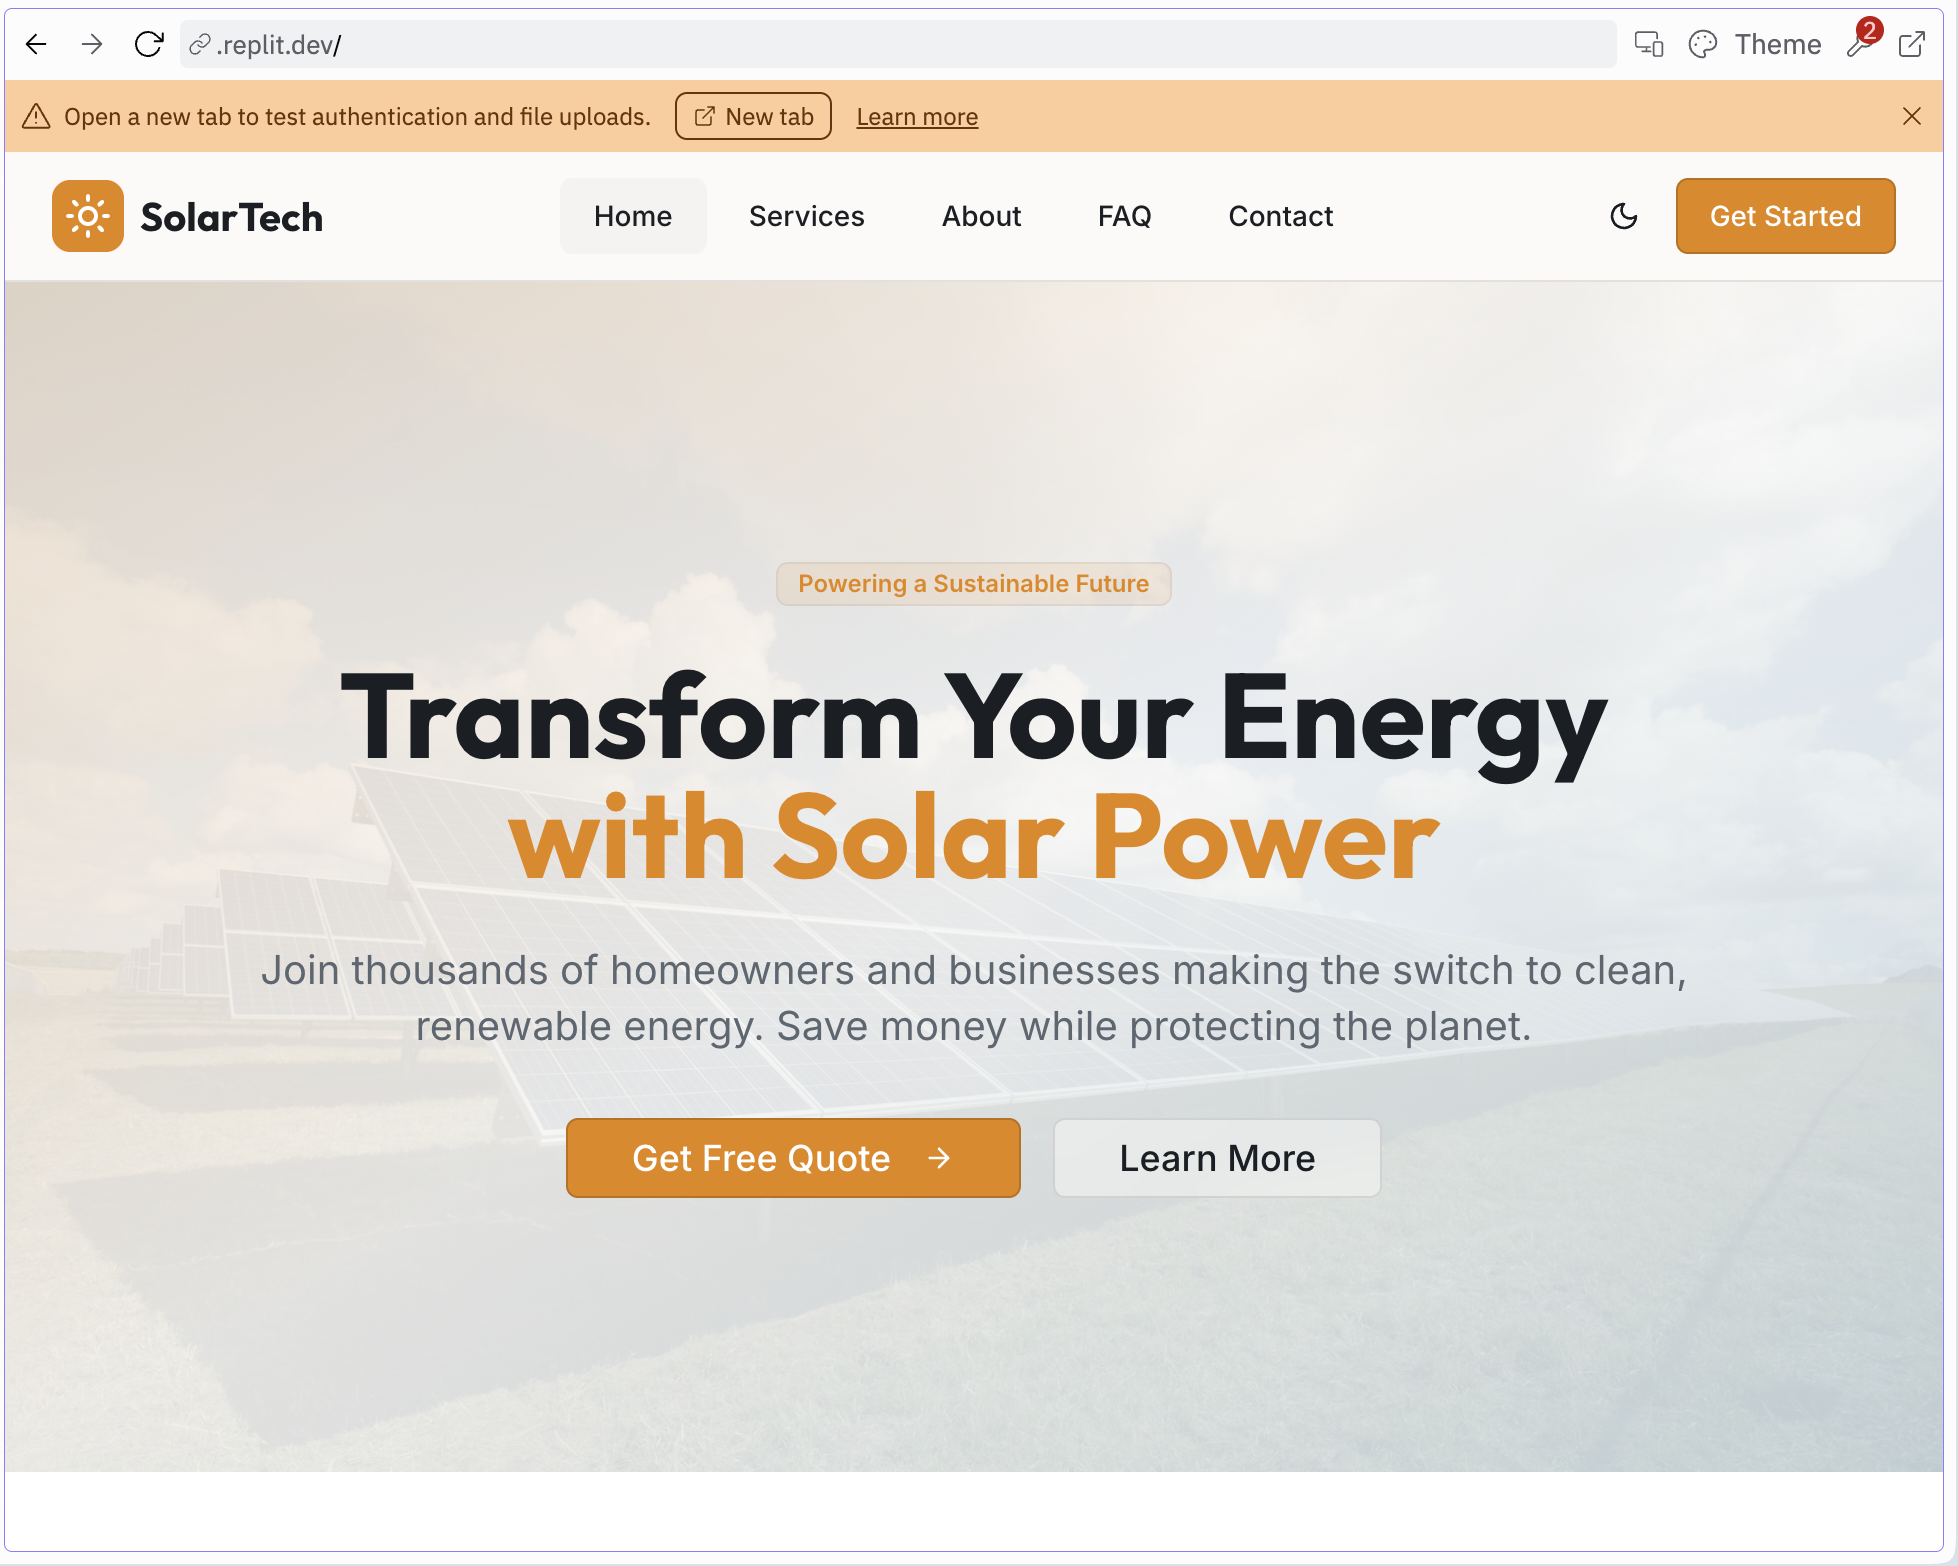 .replit.dev/
Theme
2
Open a new tab to test authentication and file uploads.
New tab
Learn more
SolarTech
Home
Services
About
FAQ
Contact
Get Started
Powering a Sustainable Future
Transform Your Energy
with Solar Power
Join thousands of homeowners and businesses making the switch to clean,
renewable energy. Save money while protecting the planet.
Get Free Quote
Learn More